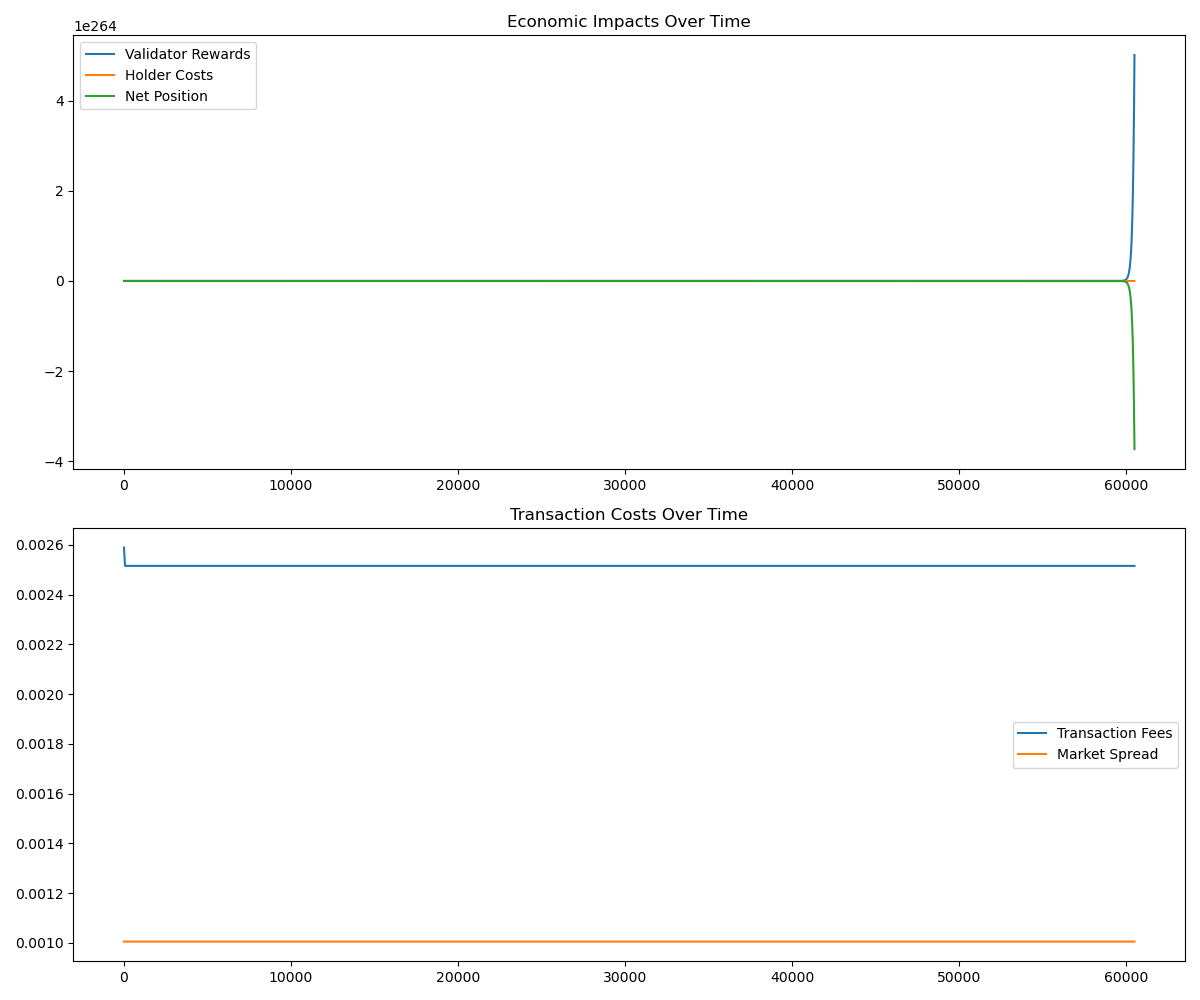 Economic Impacts Over Time
1e264
Validator Rewards
Holder Costs
Net Position
4
2
0
−2
−4
0 10000 20000 30000 40000 50000 60000
Transaction Costs Over Time
0.0026
0.0024
0.0022
0.0020
0.0018
0.0016
0.0014
0.0012
0.0010
Transaction Fees
Market Spread
0 10000 20000 30000 40000 50000 60000